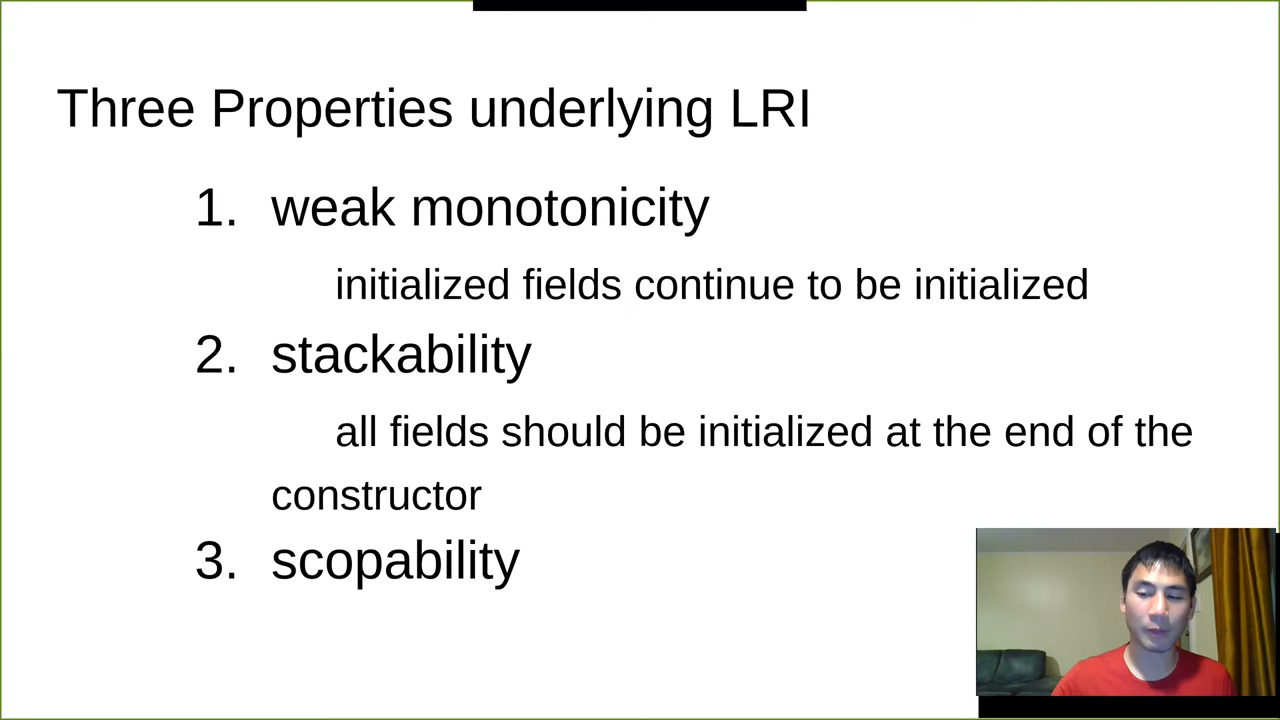 Three Properties underlying LRI
1. weak monotonicity
initialized fields continue to be initialized
2. stackability
all fields should be initialized at the end of the
constructor
3. scopability